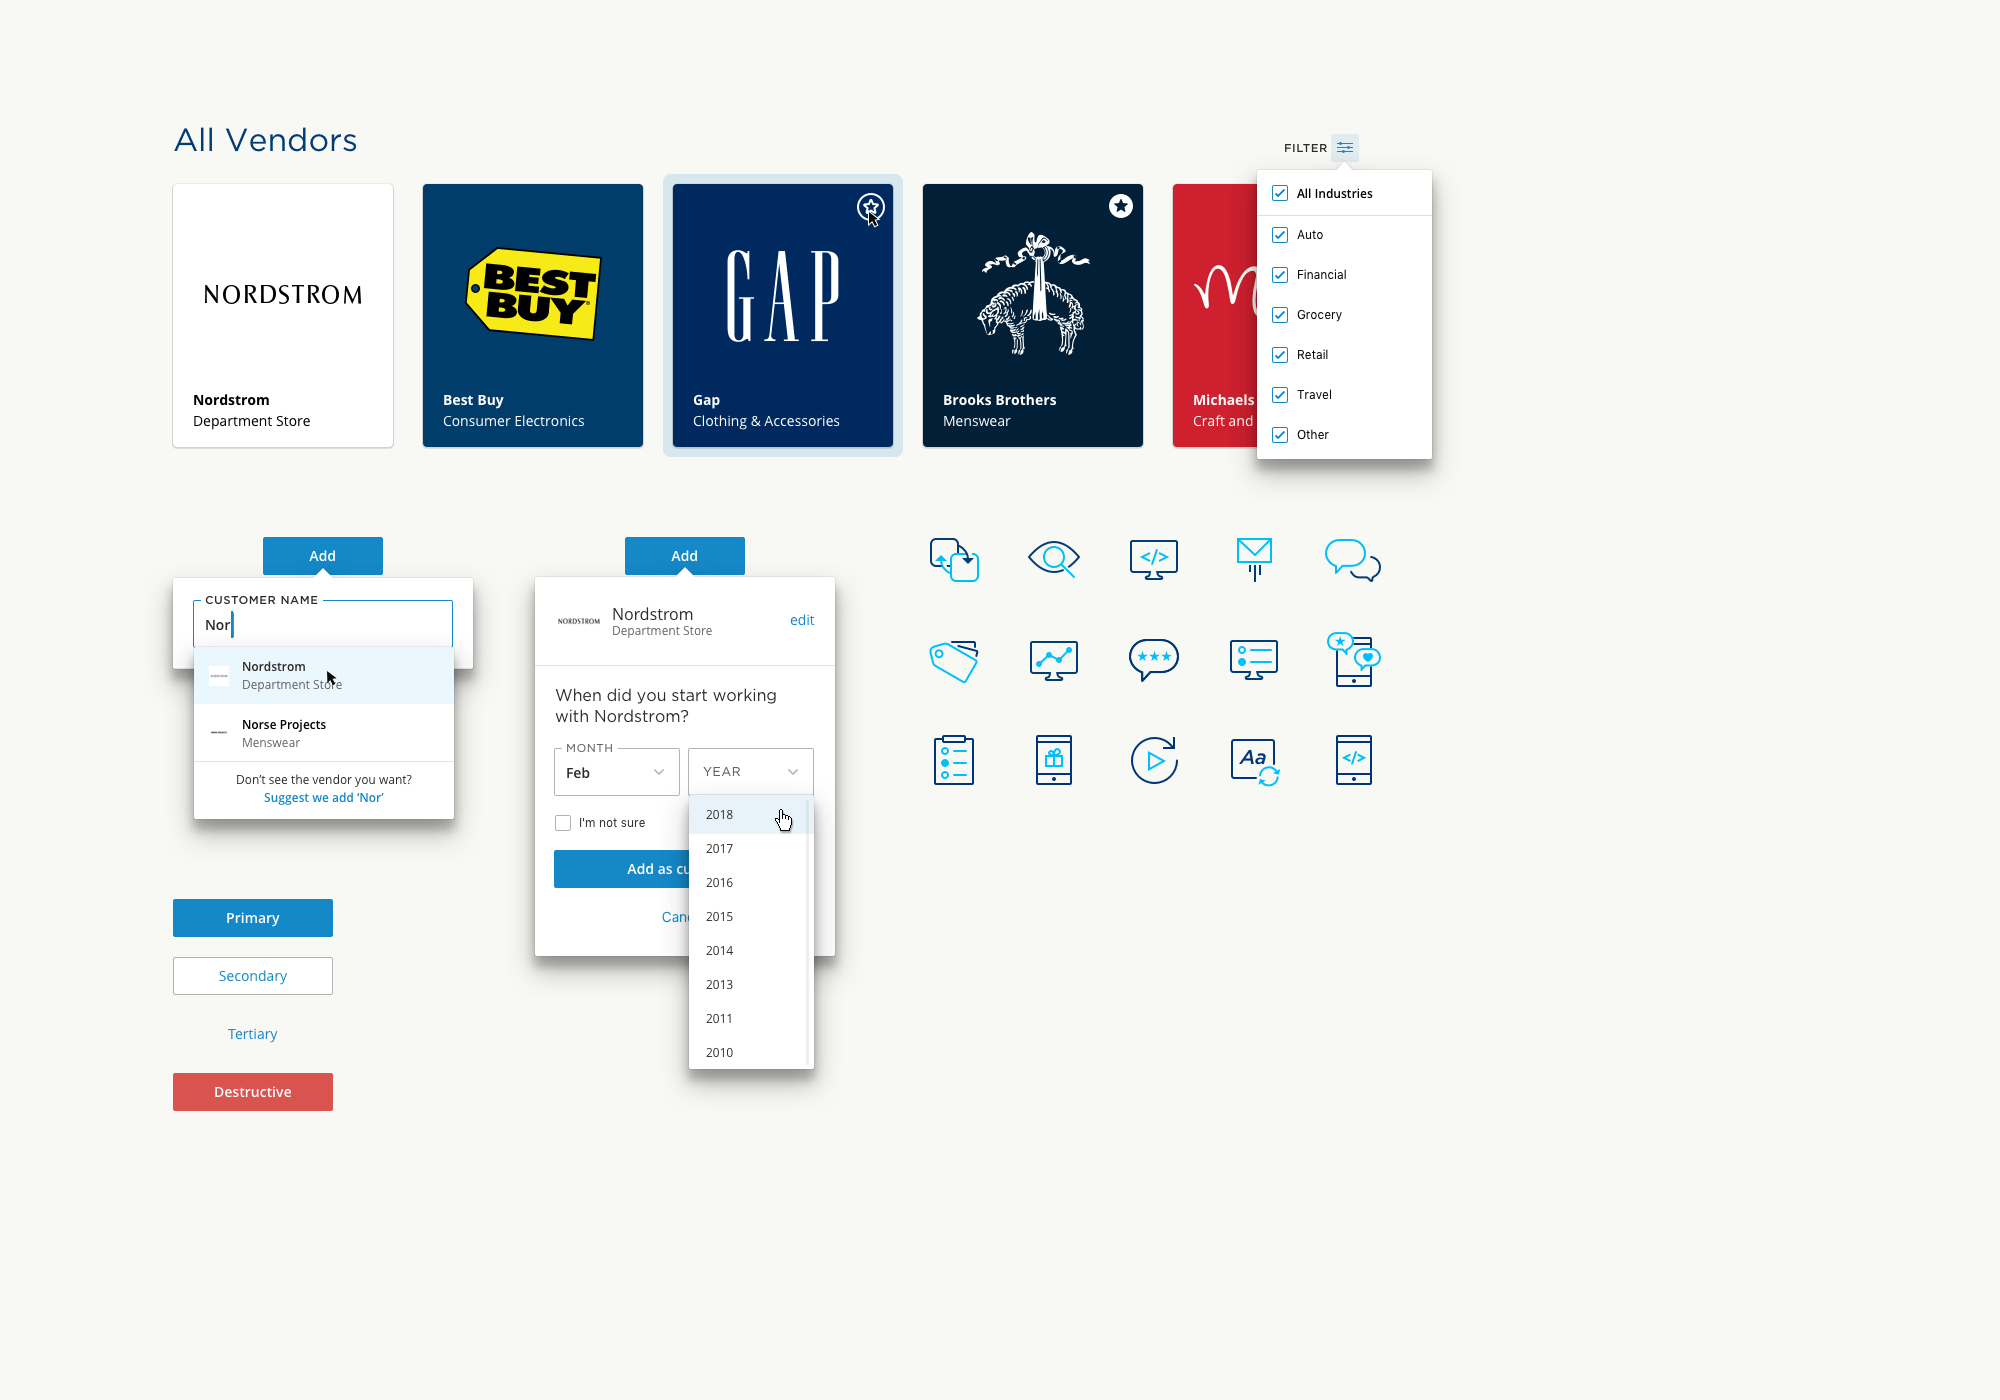 All Vendors
FILTER
NORDSTROM
Nordstrom
Department Store
BEST
BUY
Best Buy
Consumer Electronics
GAP
Gap
Clothing & Accessories
Brooks Brothers
Menswear
Michaels
Craft and
All Industries
Auto
Financial
Grocery
Retail
Travel
Other
Add
CUSTOMER NAME
Nor
Nordstrom
Department Store
Norse Projects
Menswear
Don't see the vendor you want?
Suggest we add ‘Nor’
Add
NORDSTROM
Nordstrom
Department Store
edit
When did you start working
with Nordstrom?
MONTH
Feb
YEAR
I'm not sure
Add as cu
Canc
2018
2017
2016
2015
2014
2013
2011
2010
</>
Aa
</>
Primary
Secondary
Tertiary
Destructive